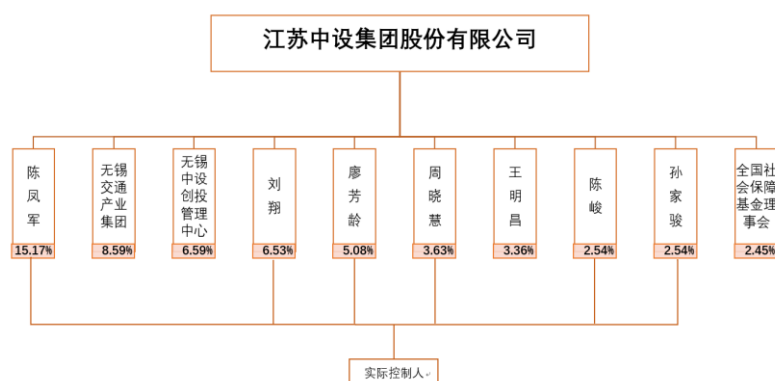 江苏中设集团股份有限公司
陈
凤
军
15.17%
无锡
交通
产业
集团
8.59%
无锡
中设
创投
管理
中心
6.59%
刘
翔
6.53%
廖
芳
龄
5.08%
周
晓
慧
3.63%
王
明
昌
3.36%
陈
峻
2.54%
孙
家
骏
2.54%
全国社
会保障
基金理
事会
2.45%
实际控制人